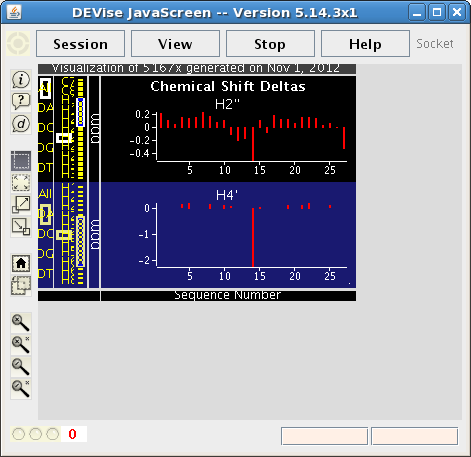 DEVise JavaScreen -- Version 5.14.3x1
Session View Stop Help Socket
Visualization of 5167x generated on Nov 1, 2012
Chemical Shift Deltas
H2''
All
DA
DC
DG
DT
ppm
0.2
0
-0.2
-0.4
5 10 15 20 25
H4'
All
DA
DC
DG
DT
ppm
0
-1
-2
5 10 15 20 25
Sequence Number
0